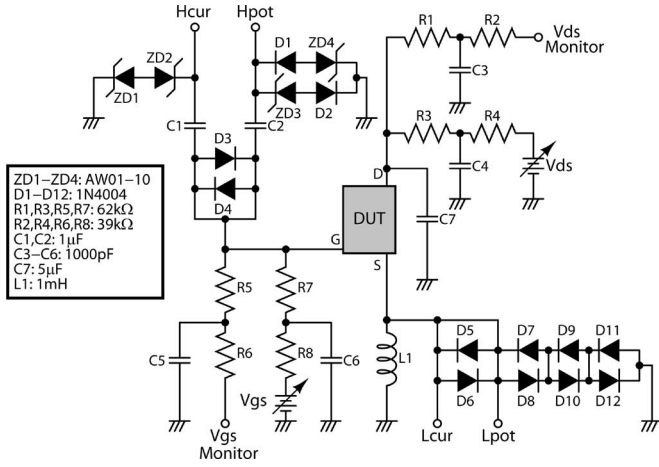 Hcur
Hpot
ZD1
ZD2
D1
ZD4
ZD3
D2
C1
C2
D3
D4
R1
R2
Vds
Monitor
C3
R3
R4
C4
Vds
D
DUT
G
S
C7
ZD1−ZD4: AW01−10
D1−D12: 1N4004
R1,R3,R5,R7: 62kΩ
R2,R4,R6,R8: 39kΩ
C1,C2: 1μF
C3−C6: 1000pF
C7: 5μF
L1: 1mH
R5
R7
C5
R6
R8
C6
Vgs
Vgs
Monitor
L1
D5
D7
D9
D11
D6
D8
D10
D12
Lcur
Lpot